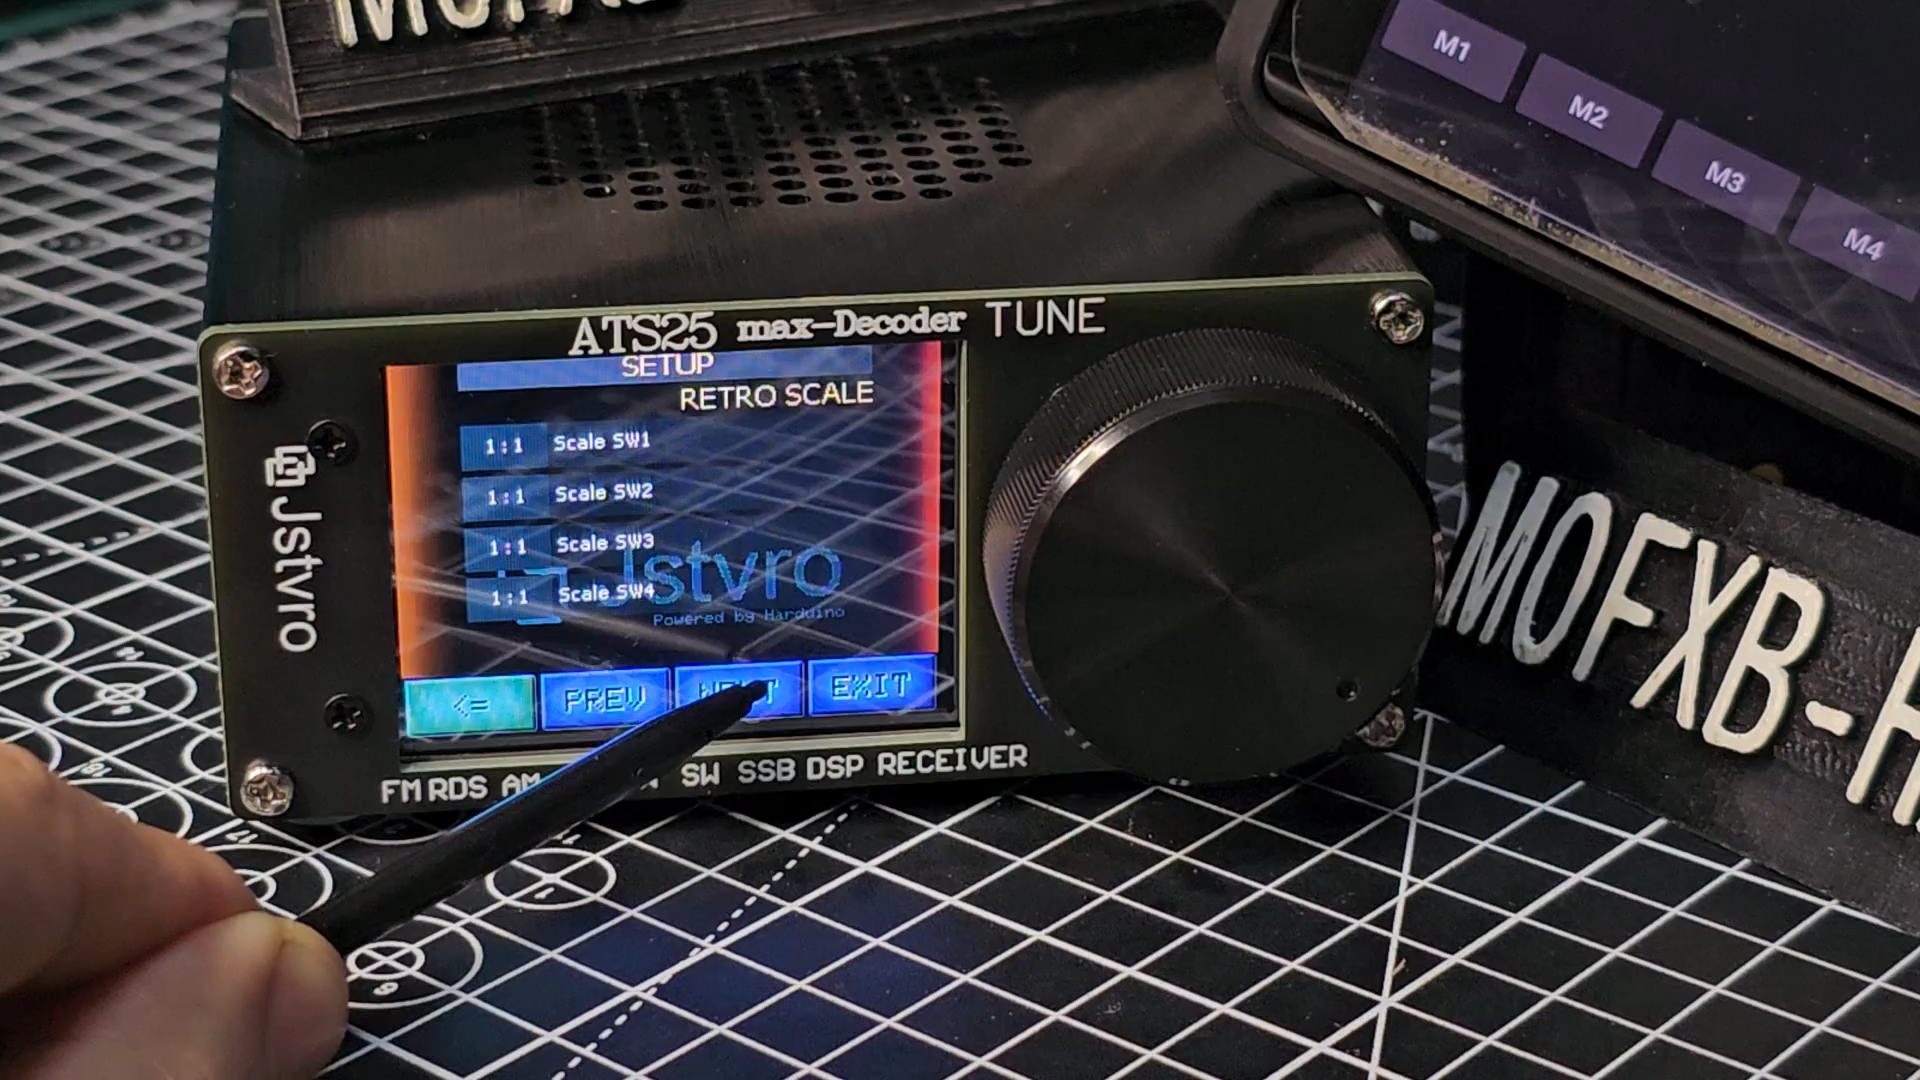 M1
M2
M3
M4
ATS25 max-Decoder TUNE
SETUP
RETRO SCALE
1:1 Scale SW1
1:1 Scale SW2
1:1 Scale SW3
1:1 Scale SW4
Jstvro
Powered by Harduino
<= PREV NEXT EXIT
FM RDS AM SW SSB DSP RECEIVER
Jstvro
M0FXB-